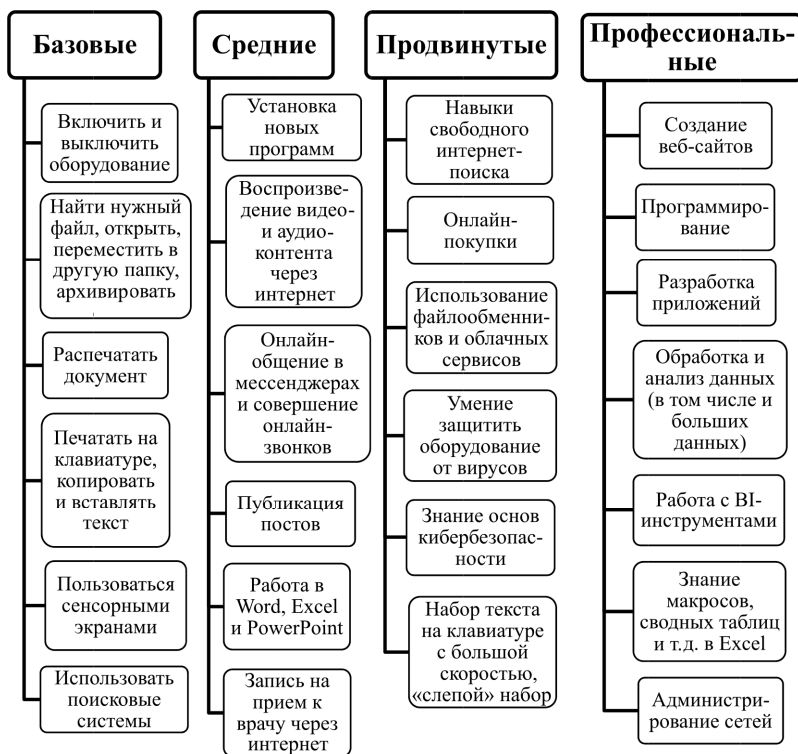 Базовые
Включить и
выключить
оборудование
Найти нужный
файл, открыть,
переместить в
другую папку,
архивировать
Распечатать
документ
Печатать на
клавиатуре,
копировать
и вставлять
текст
Пользоваться
сенсорными
экранами
Использовать
поисковые
системы
Средние
Установка
новых
программ
Воспроизве-
дение видео-
и аудио-
контента
через
интернет
Онлайн-
общение в
мессенджерах
и совершение
онлайн-
звонков
Публикация
постов
Работа в
Word, Excel
и PowerPoint
Запись на
прием к
врачу через
интернет
Продвинутые
Навыки
свободного
интернет-
поиска
Онлайн-
покупки
Использование
файлообменни-
ков и облачных
сервисов
Умение
защитить
оборудование
от вирусов
Знание основ
кибербезопас-
ности
Набор текста
на клавиатуре
с большой
скоростью,
«слепой» набор
Профессиональ-
ные
Создание
веб-сайтов
Программиро-
вание
Разработка
приложений
Обработка и
анализ данных
(в том числе и
больших
данных)
Работа с BI-
инструментами
Знание
макросов,
сводных таблиц
и т.д. в Excel
Администри-
рование сетей